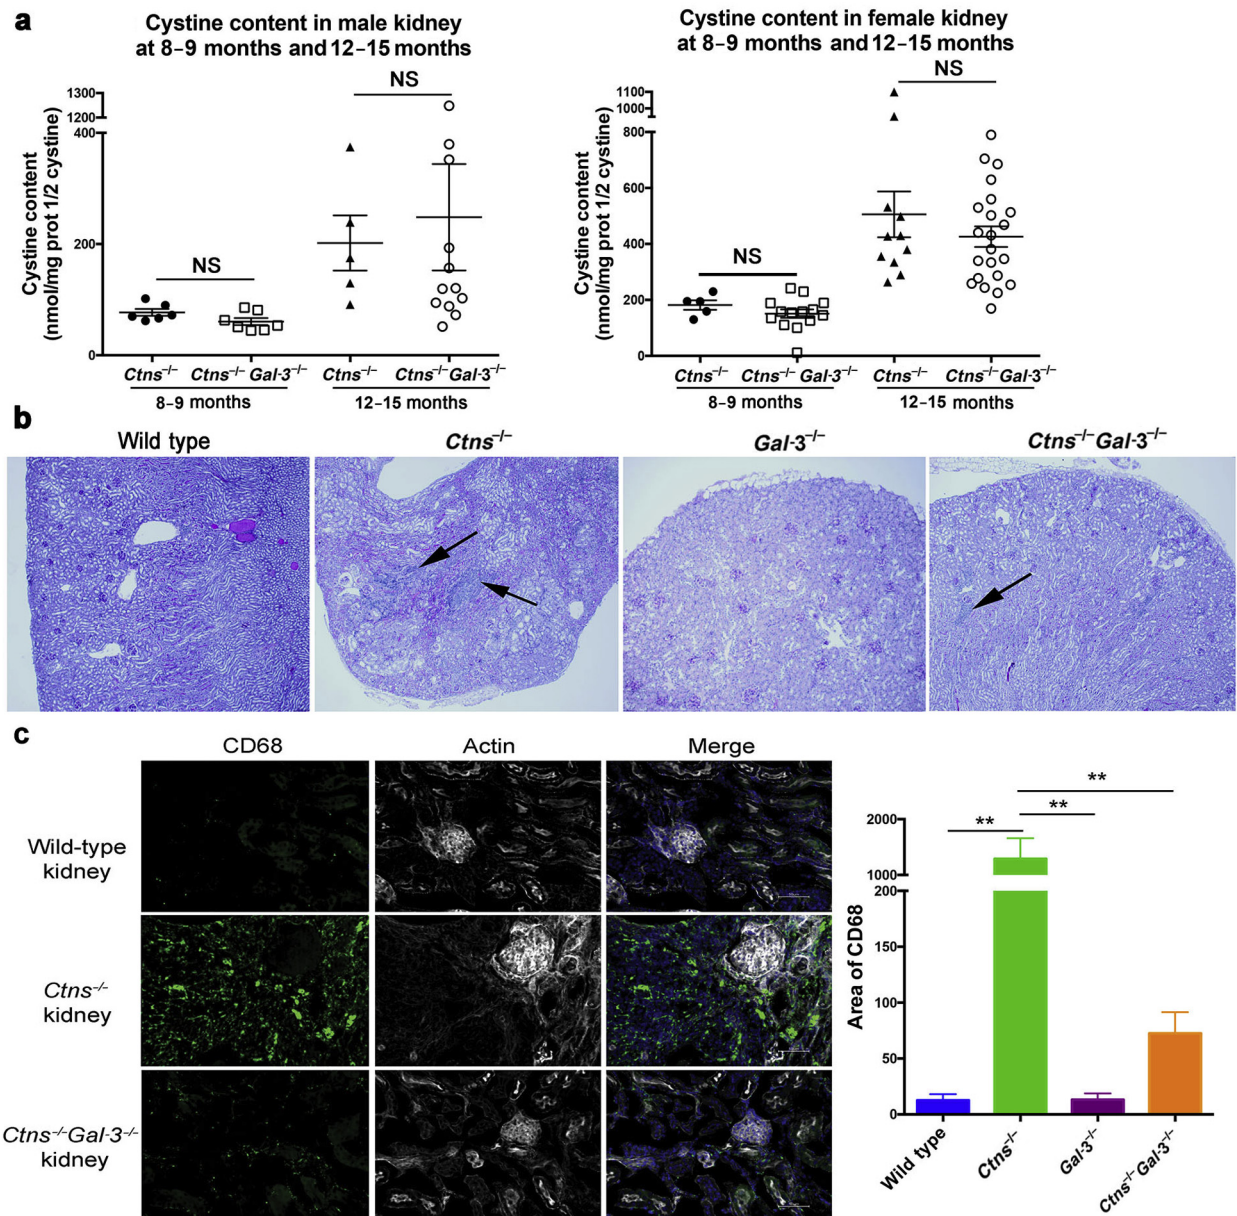 a
Cystine content in male kidney
at 8–9 months and 12–15 months
Cystine content
(nmol/mg prot 1/2 cystine)
1300
1200
400
200
0
NS
NS
Ctns⁻/⁻
Ctns⁻/⁻Gal-3⁻/⁻
Ctns⁻/⁻
Ctns⁻/⁻Gal-3⁻/⁻
8–9 months
12–15 months
Cystine content in female kidney
at 8–9 months and 12–15 months
Cystine content
(nmol/mg prot 1/2 cystine)
1100
1000
800
600
400
200
0
NS
NS
Ctns⁻/⁻
Ctns⁻/⁻Gal-3⁻/⁻
Ctns⁻/⁻
Ctns⁻/⁻Gal-3⁻/⁻
8–9 months
12–15 months
b
Wild type
Ctns⁻/⁻
Gal-3⁻/⁻
Ctns⁻/⁻Gal-3⁻/⁻
c
CD68
Actin
Merge
Wild-type
kidney
Ctns⁻/⁻
kidney
Ctns⁻/⁻Gal-3⁻/⁻
kidney
Area of CD68
2000
1000
200
150
100
50
0
**
**
**
Wild type
Ctns⁻/⁻
Gal-3⁻/⁻
Ctns⁻/⁻Gal-3⁻/⁻